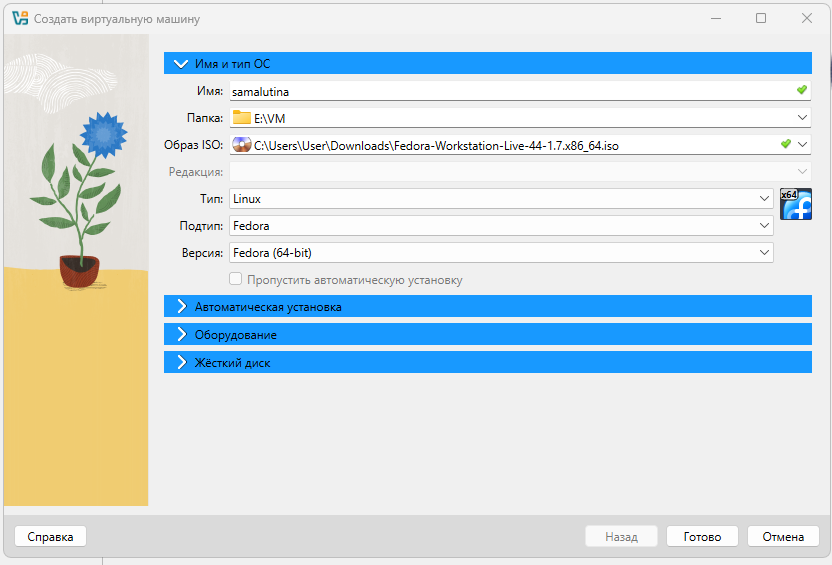 Создать виртуальную машину
Имя и тип ОС
Имя: samalutina
Папка: E:\VM
Образ ISO: C:\Users\User\Downloads\Fedora-Workstation-Live-44-1.7.x86_64.iso
Редакция:
Тип: Linux
x64
Подтип: Fedora
Версия: Fedora (64-bit)
Пропустить автоматическую установку
Автоматическая установка
Оборудование
Жёсткий диск
Справка Назад Готово Отмена